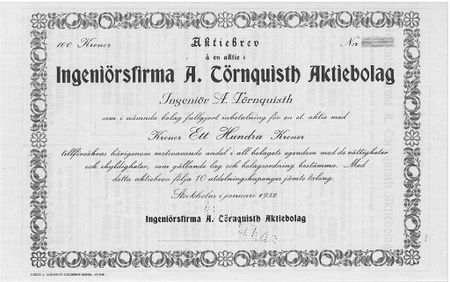 100 Kronor Aktiebrev Nr:
å en aktie i
Ingeniörsfirma A. Törnquisth Aktiebolag
Ingeniör A. Törnquisth
som i nämnda bolag fullgjort inbetalning för en st. aktie med
Kronor Ett Hundra Kronor
tillförsäkras härigenom motsvarande andel i all bolagets egendom med de rättigheter
och skyldigheter, som gällande lag och bolagsordning bestämma. Med
detta aktiebrev följa 10 utdelningskuponger jämte talong.
Stockholm i januari 1932
Ingeniörsfirma A. Törnquisth Aktiebolag